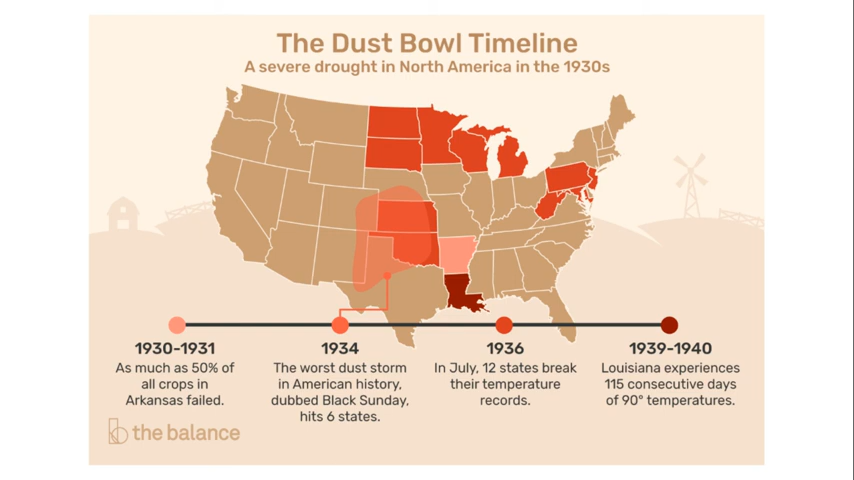 The Dust Bowl Timeline
A severe drought in North America in the 1930s
1930-1931
As much as 50% of
all crops in
Arkansas failed.
1934
The worst dust storm
in American history,
dubbed Black Sunday,
hits 6 states.
1936
In July, 12 states break
their temperature
records.
1939-1940
Louisiana experiences
115 consecutive days
of 90° temperatures.
the balance